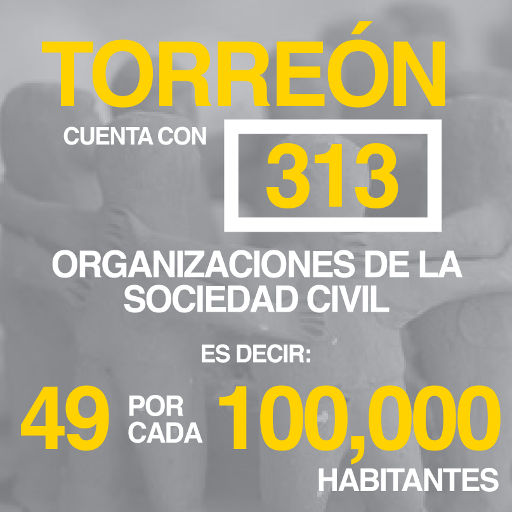 TORREÓN
CUENTA CON
313
ORGANIZACIONES DE LA
SOCIEDAD CIVIL
ES DECIR:
49 POR CADA 100,000
HABITANTES